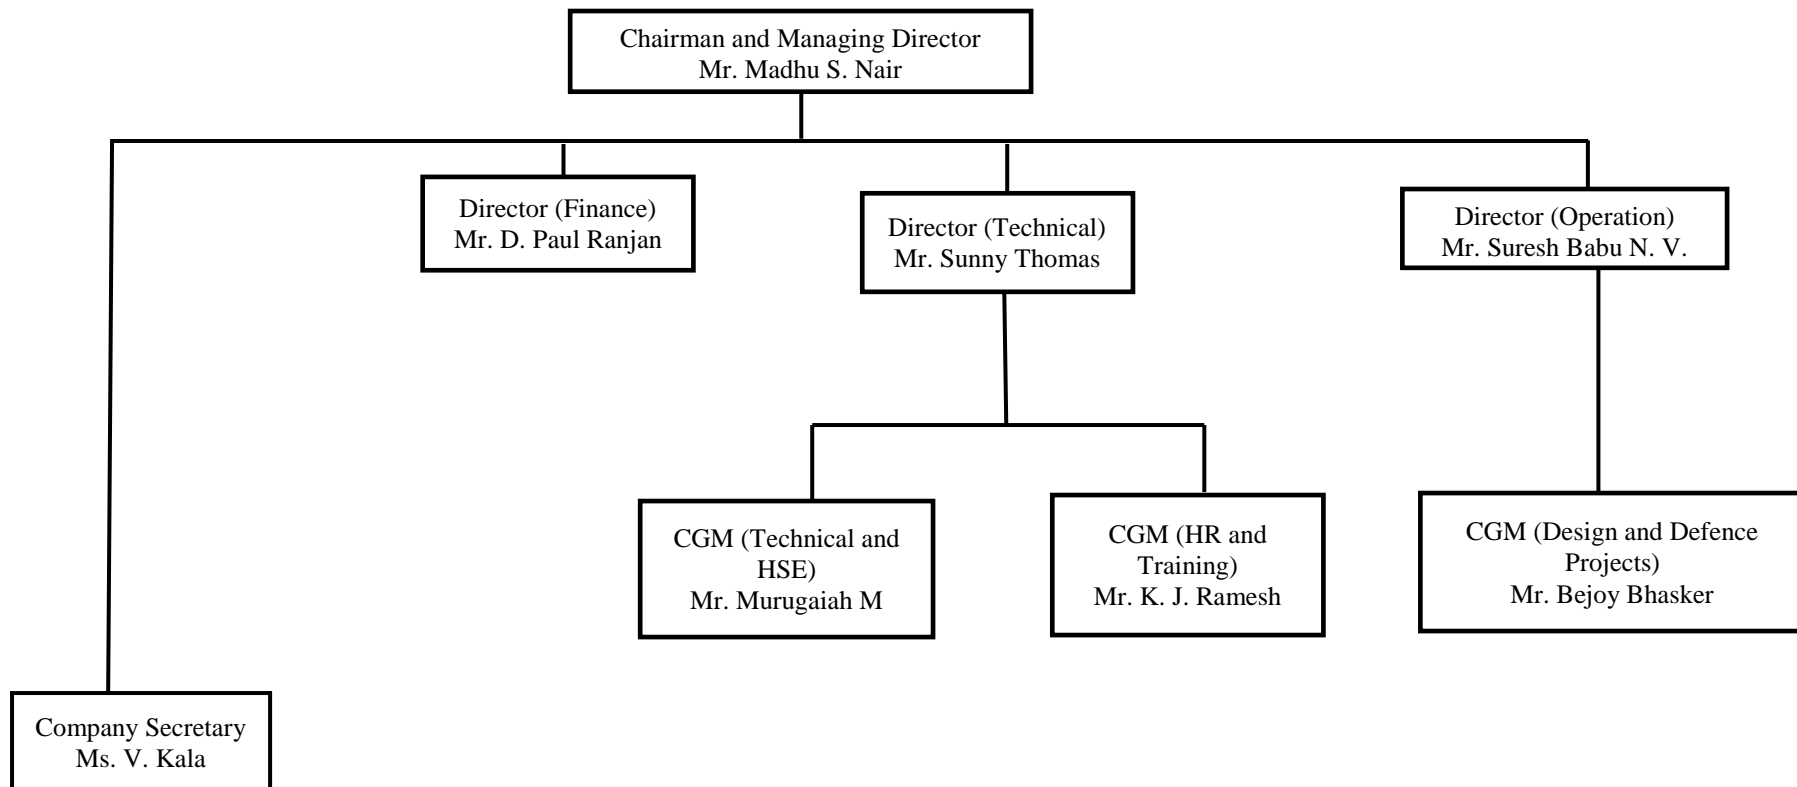 Chairman and Managing Director
Mr. Madhu S. Nair
Director (Finance)
Mr. D. Paul Ranjan
Director (Technical)
Mr. Sunny Thomas
Director (Operation)
Mr. Suresh Babu N. V.
CGM (Technical and
HSE)
Mr. Murugaiah M
CGM (HR and
Training)
Mr. K. J. Ramesh
CGM (Design and Defence
Projects)
Mr. Bejoy Bhasker
Company Secretary
Ms. V. Kala